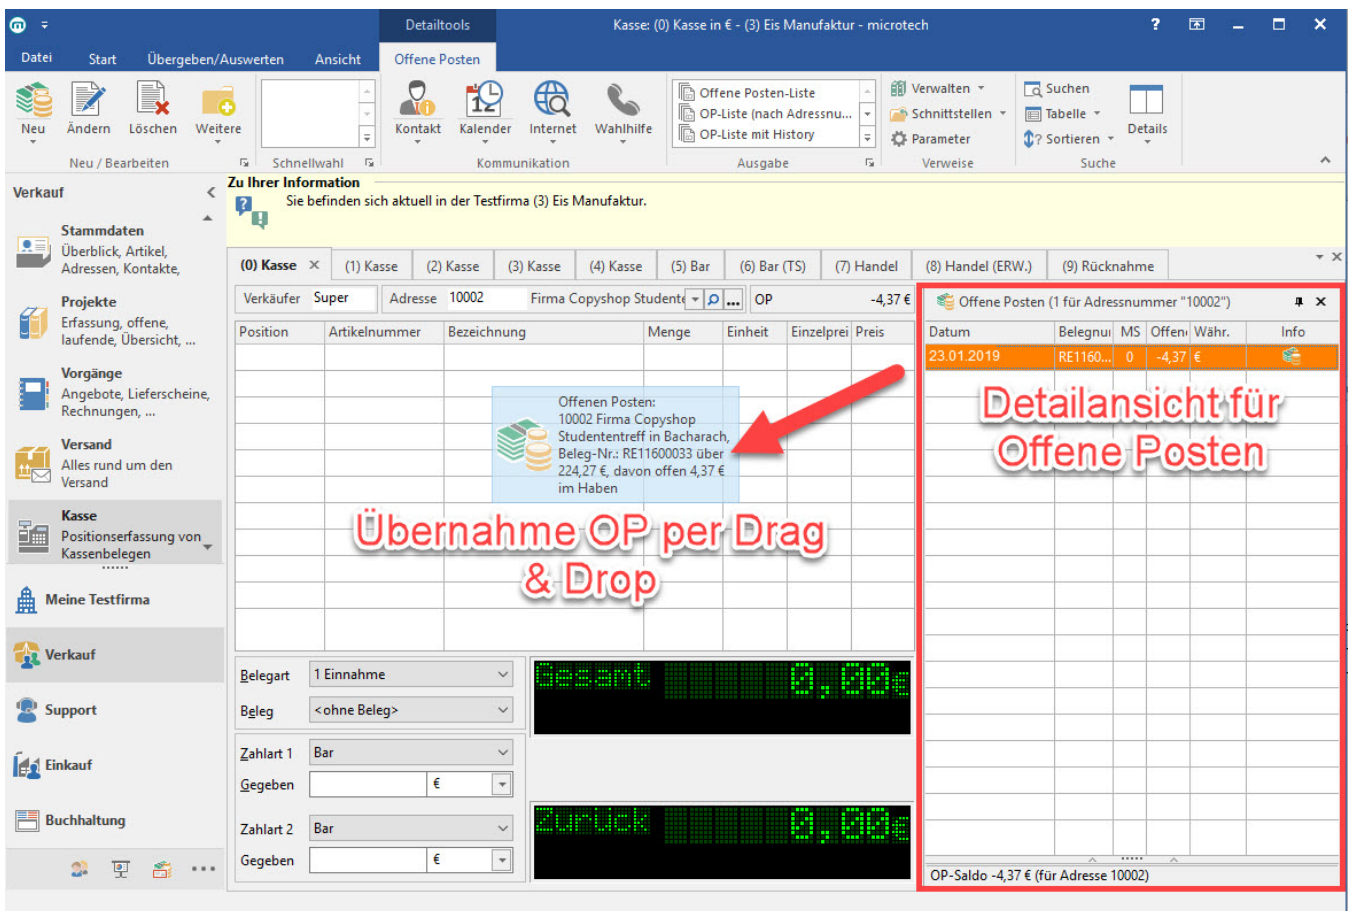 Detailtools
Kasse: (0) Kasse in € - (3) Eis Manufaktur - microtech
?
Datei
Start
Übergeben/Auswerten
Ansicht
Offene Posten
Neu
Ändern
Löschen
Weitere
Kontakt
Kalender
Internet
Wahlhilfe
Offene Posten-Liste
OP-Liste (nach Adressnu...
OP-Liste mit History
Verwalten
Schnittstellen
Parameter
Suchen
Tabelle
Sortieren
Details
Neu / Bearbeiten
Schnellwahl
Kommunikation
Ausgabe
Verweise
Suche
Verkauf
Zu Ihrer Information
Sie befinden sich aktuell in der Testfirma (3) Eis Manufaktur.
Stammdaten
Überblick, Artikel,
Adressen, Kontakte,
Projekte
Erfassung, offene,
laufende, Übersicht, ...
Vorgänge
Angebote, Lieferscheine,
Rechnungen, ...
Versand
Alles rund um den
Versand
Kasse
Positionserfassung von
Kassenbelegen
Meine Testfirma
Verkauf
Support
Einkauf
Buchhaltung
(0) Kasse
(1) Kasse
(2) Kasse
(3) Kasse
(4) Kasse
(5) Bar
(6) Bar (TS)
(7) Handel
(8) Handel (ERW.)
(9) Rücknahme
Verkäufer Super
Adresse 10002 Firma Copyshop Studente
OP -4,37 €
Position Artikelnummer Bezeichnung Menge Einheit Einzelprei Preis
Offenen Posten:
10002 Firma Copyshop
Studententreff in Bacharach,
Beleg-Nr.: RE11600033 über
224,27 €, davon offen 4,37 €
im Haben
Übernahme OP per Drag
& Drop
Belegart 1 Einnahme
Beleg <ohne Beleg>
Zahlart 1 Bar
Gegeben €
Zahlart 2 Bar
Gegeben €
Gesamt 0,00€
Zurück 0,00€
Offene Posten (1 für Adressnummer "10002")
Datum Belegnu MS Offen Währ. Info
23.01.2019 RE1160... 0 -4,37 €
Detailansicht für
Offene Posten
OP-Saldo -4,37 € (für Adresse 10002)